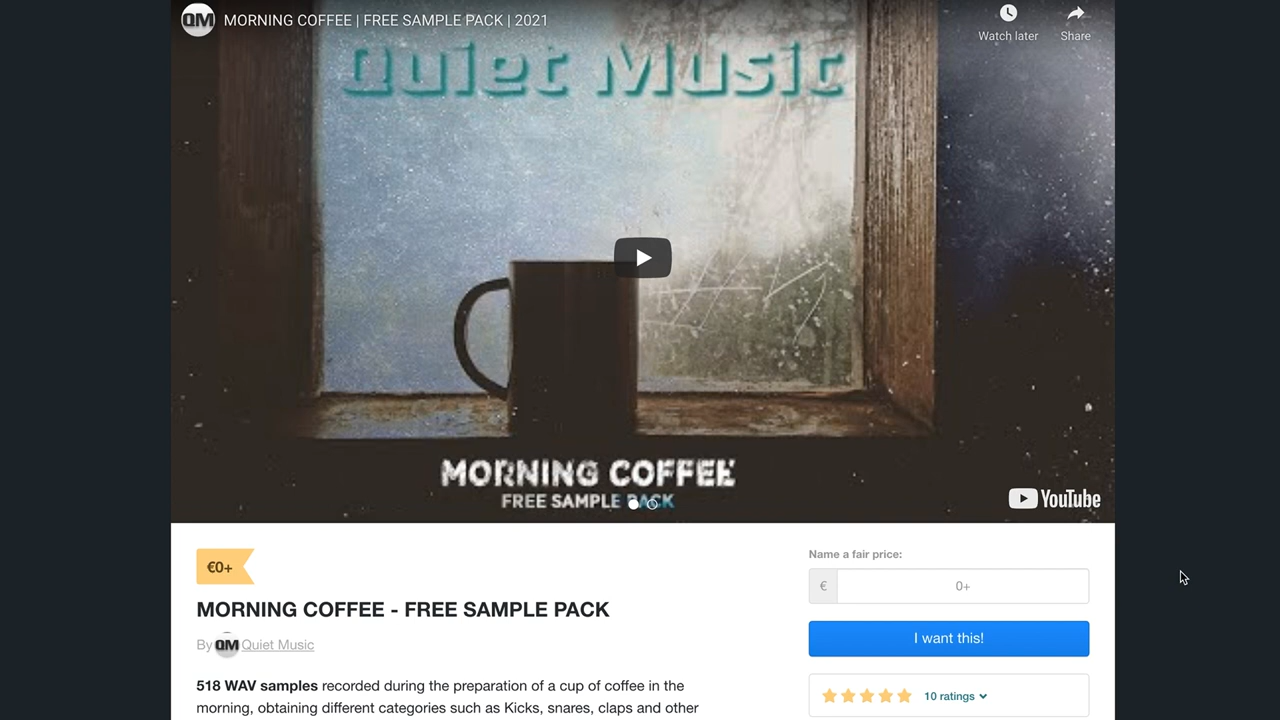 QM MORNING COFFEE | FREE SAMPLE PACK | 2021
Watch later
Share
Quiet Music
MORNING COFFEE
FREE SAMPLE PACK
YouTube
€0+
Name a fair price:
€ 0+
MORNING COFFEE - FREE SAMPLE PACK
I want this!
By QM Quiet Music
518 WAV samples recorded during the preparation of a cup of coffee in the
10 ratings
morning, obtaining different categories such as Kicks, snares, claps and other